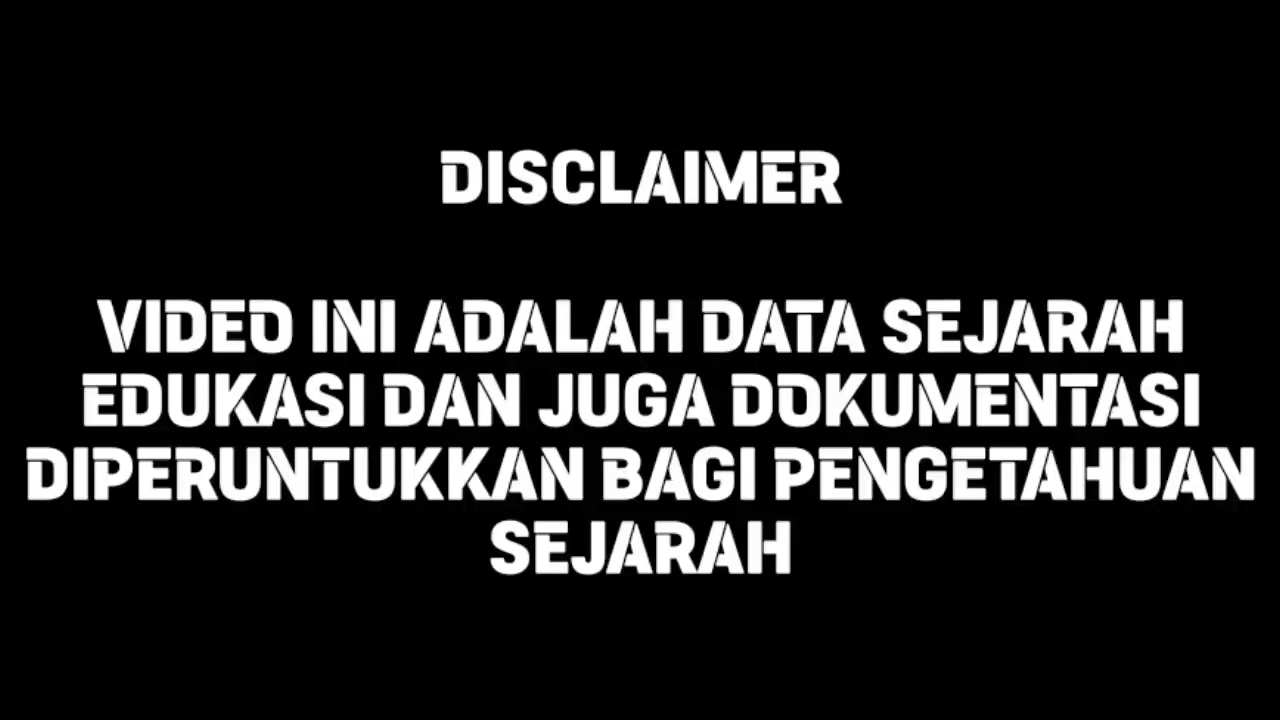 DISCLAIMER
VIDEO INI ADALAH DATA SEJARAH
EDUKASI DAN JUGA DOKUMENTASI
DIPERUNTUKKAN BAGI PENGETAHUAN
SEJARAH